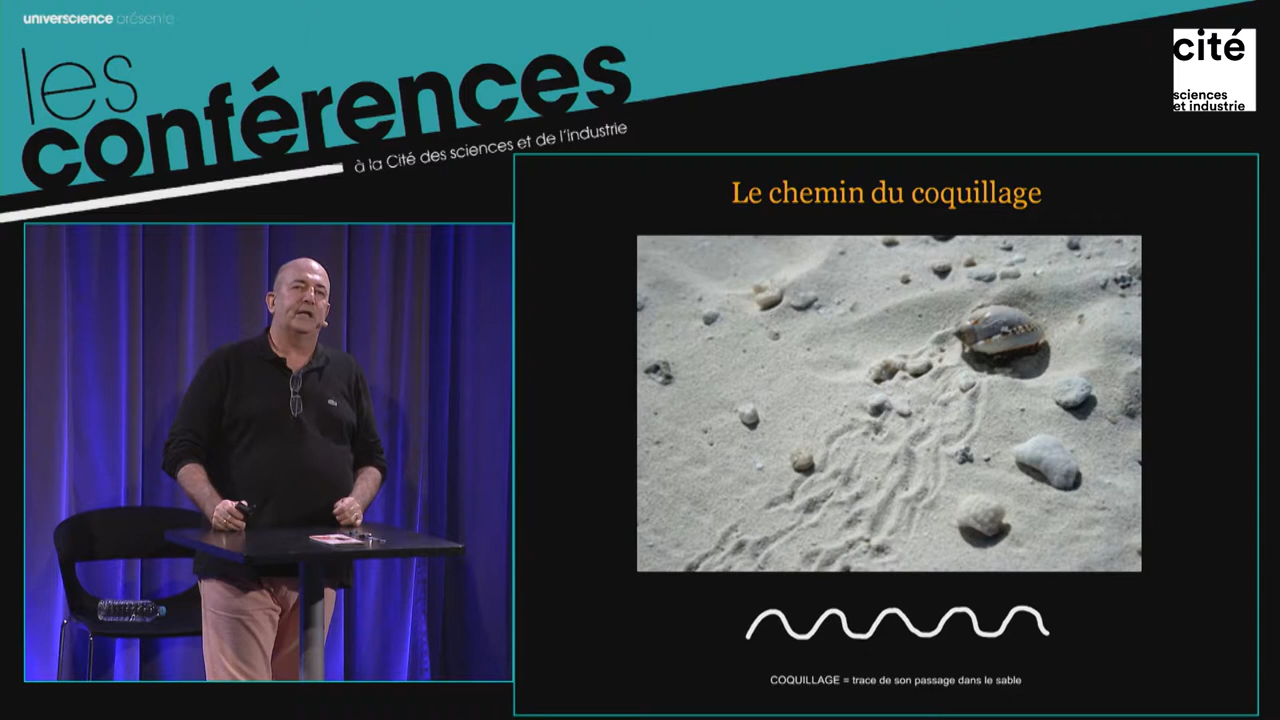 universcience présente
les
conférences
à la Cité des sciences et de l'industrie
cité
sciences
et industrie
Le chemin du coquillage
COQUILLAGE = trace de son passage dans le sable